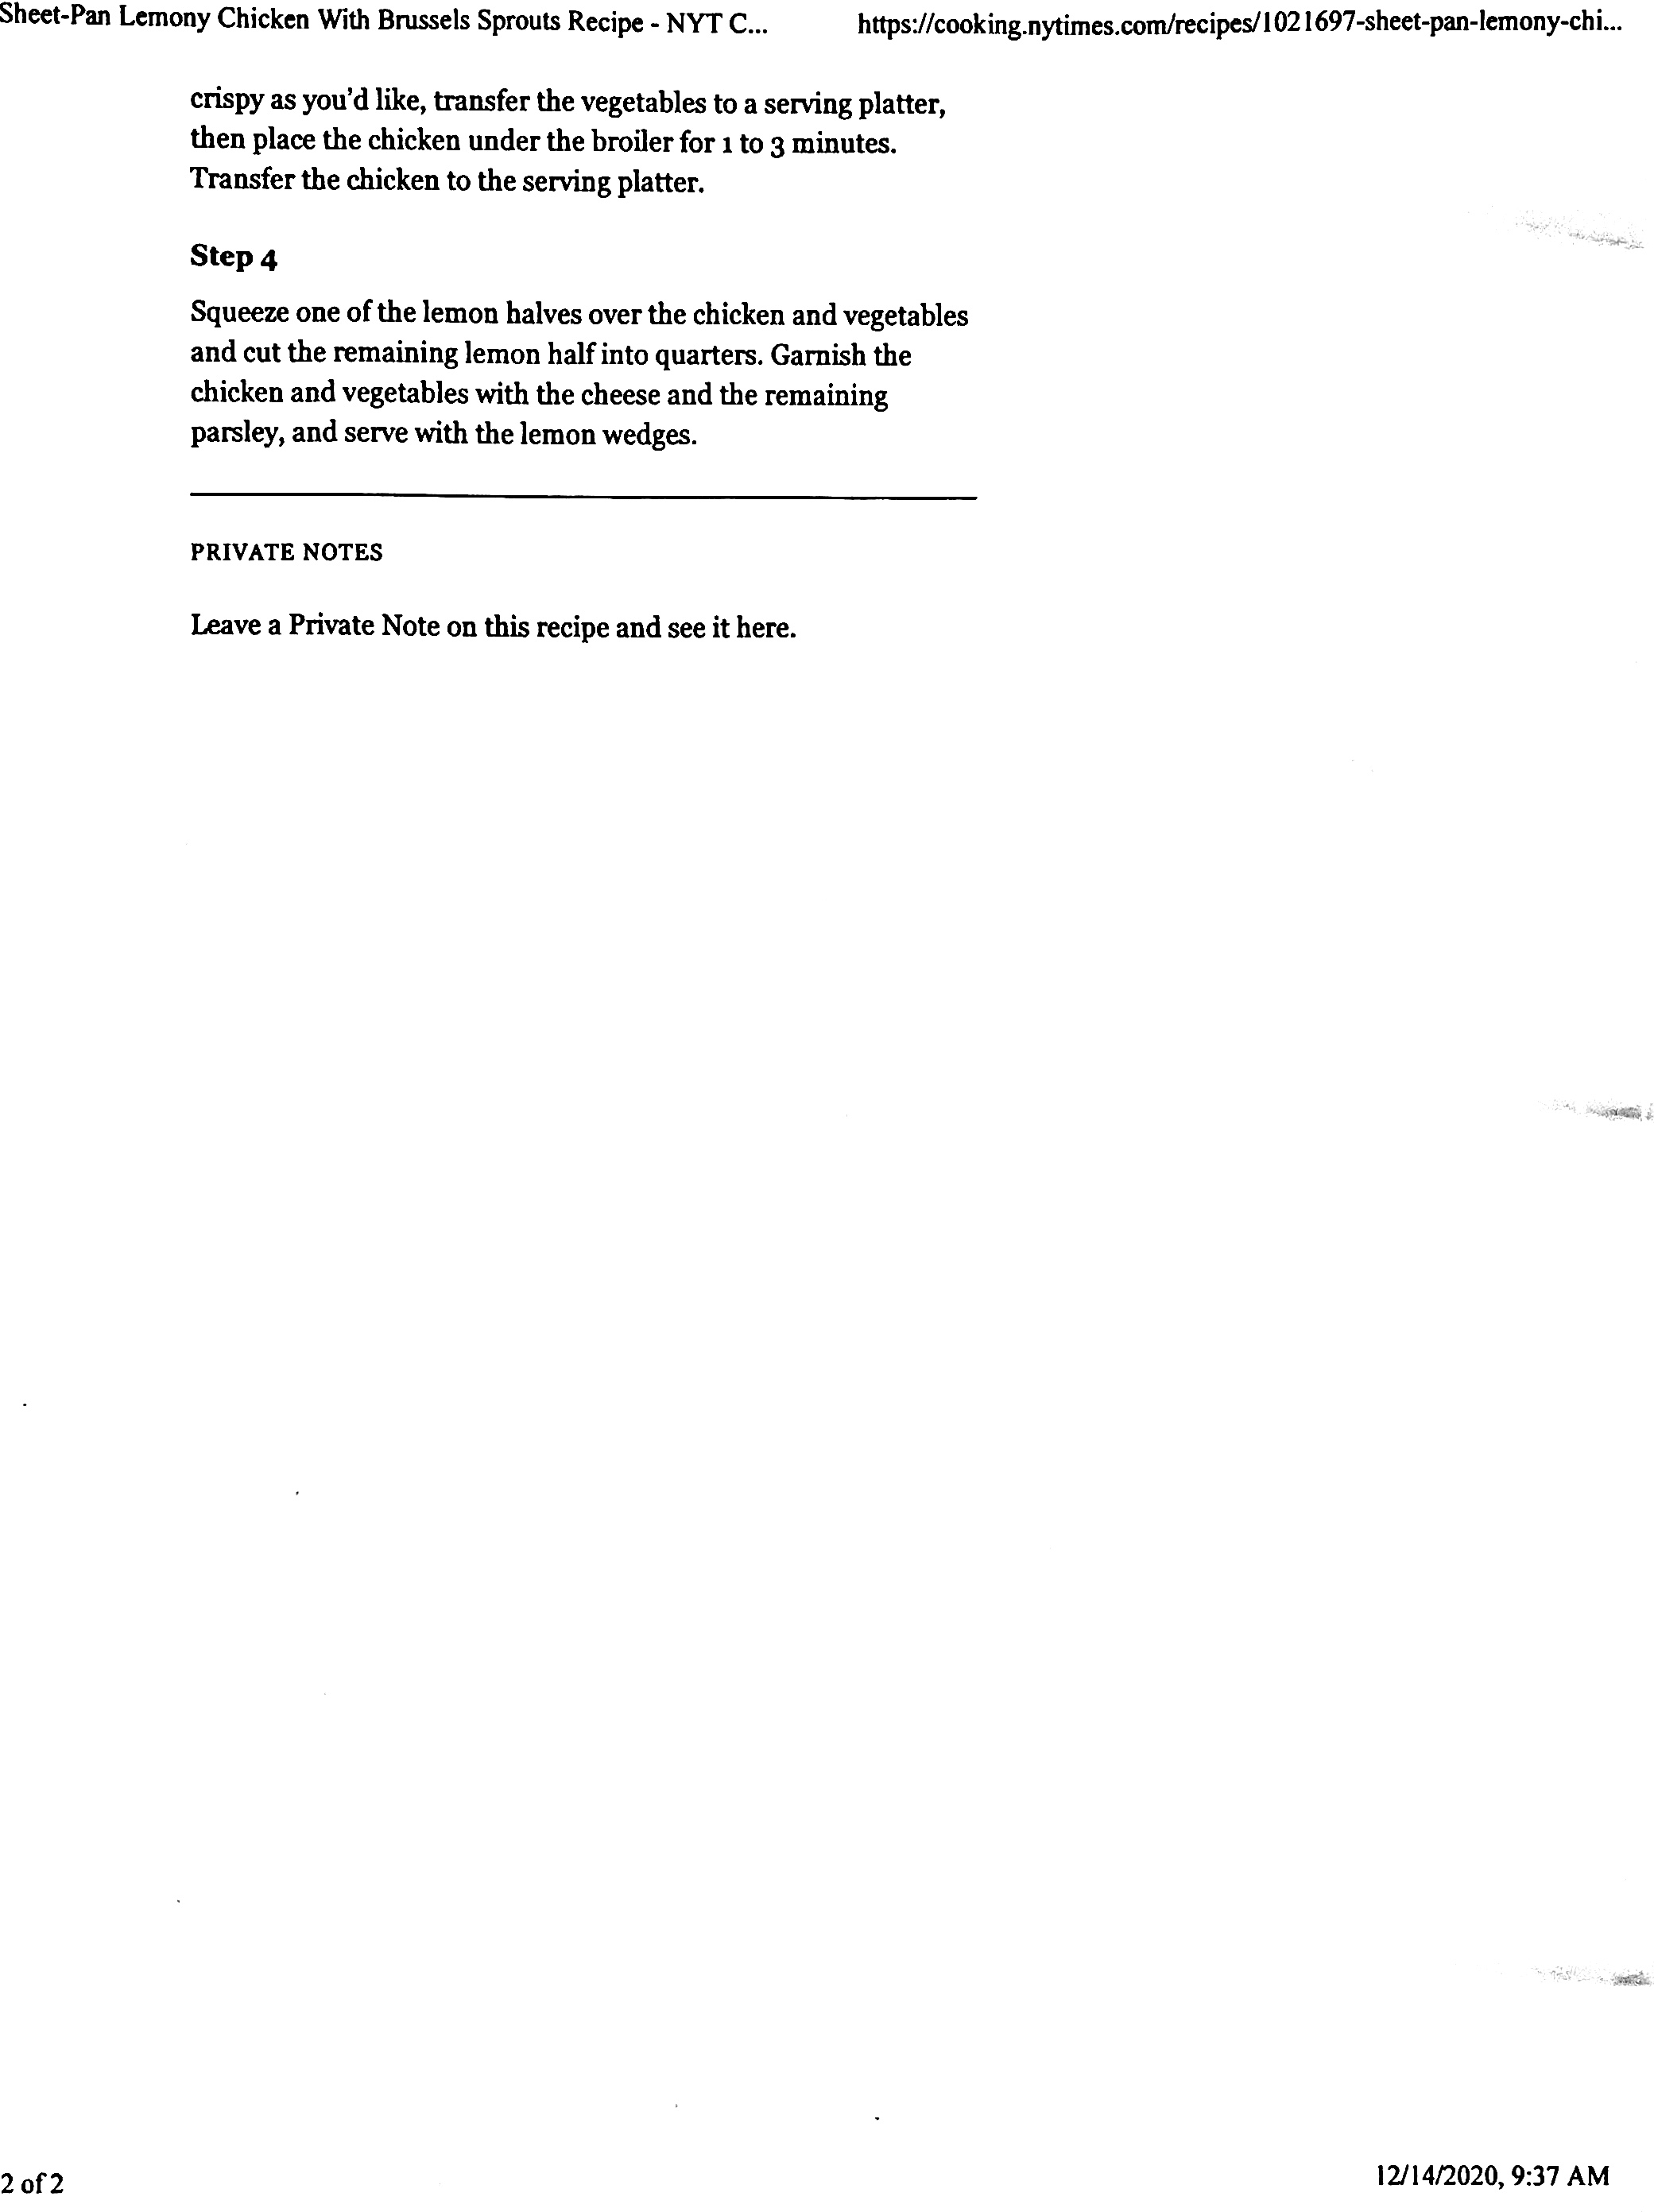 Sheet-Pan Lemony Chicken With Brussels Sprouts Recipe - NYT C...
https://cooking.nytimes.com/recipes/1021697-sheet-pan-lemony-chi...
crispy as you'd like, transfer the vegetables to a serving platter,
then place the chicken under the broiler for 1 to 3 minutes.
Transfer the chicken to the serving platter.
Step 4
Squeeze one of the lemon halves over the chicken and vegetables
and cut the remaining lemon half into quarters. Garnish the
chicken and vegetables with the cheese and the remaining
parsley, and serve with the lemon wedges.
PRIVATE NOTES
Leave a Private Note on this recipe and see it here.
2 of 2
12/14/2020, 9:37 AM